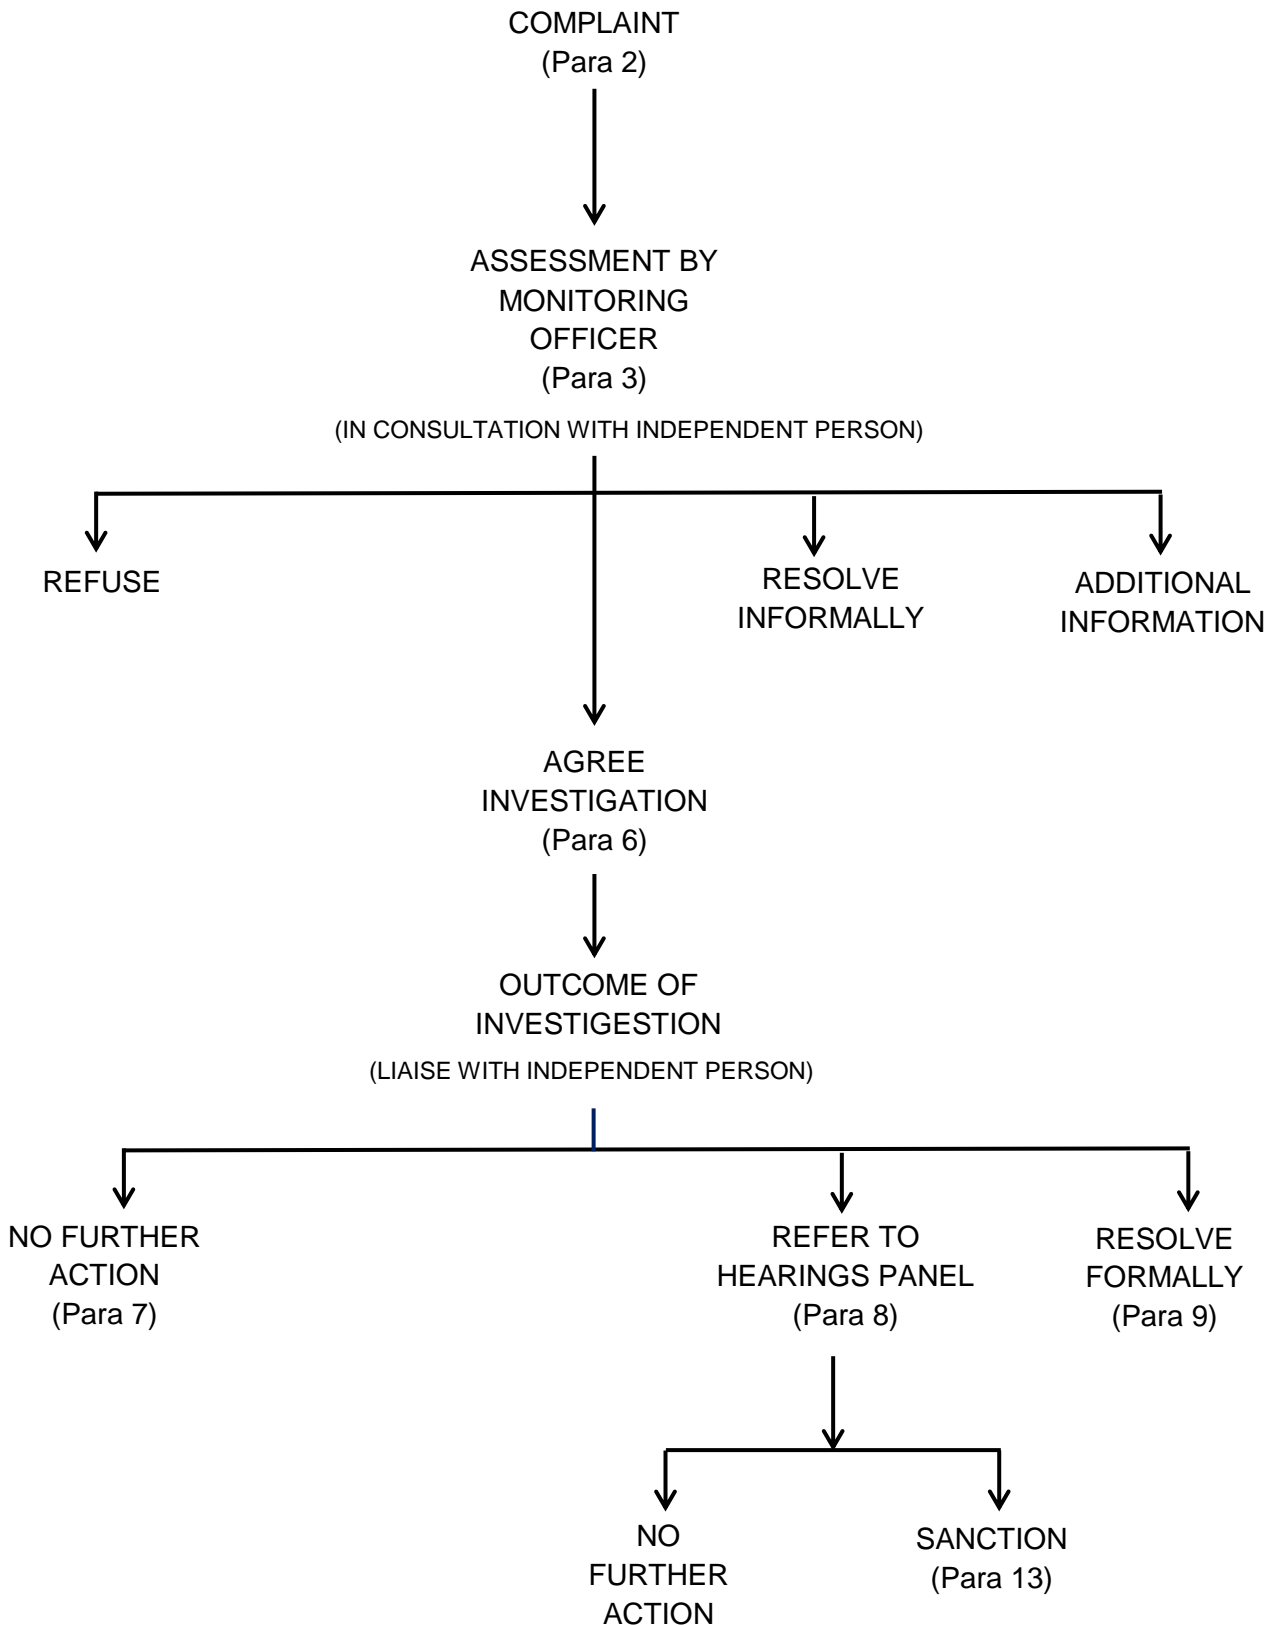 COMPLAINT
(Para 2)
ASSESSMENT BY
MONITORING
OFFICER
(Para 3)
(IN CONSULTATION WITH INDEPENDENT PERSON)
REFUSE
RESOLVE
INFORMALLY
ADDITIONAL
INFORMATION
AGREE
INVESTIGATION
(Para 6)
OUTCOME OF
INVESTIGESTION
(LIAISE WITH INDEPENDENT PERSON)
NO FURTHER
ACTION
(Para 7)
REFER TO
HEARINGS PANEL
(Para 8)
RESOLVE
FORMALLY
(Para 9)
NO
FURTHER
ACTION
SANCTION
(Para 13)